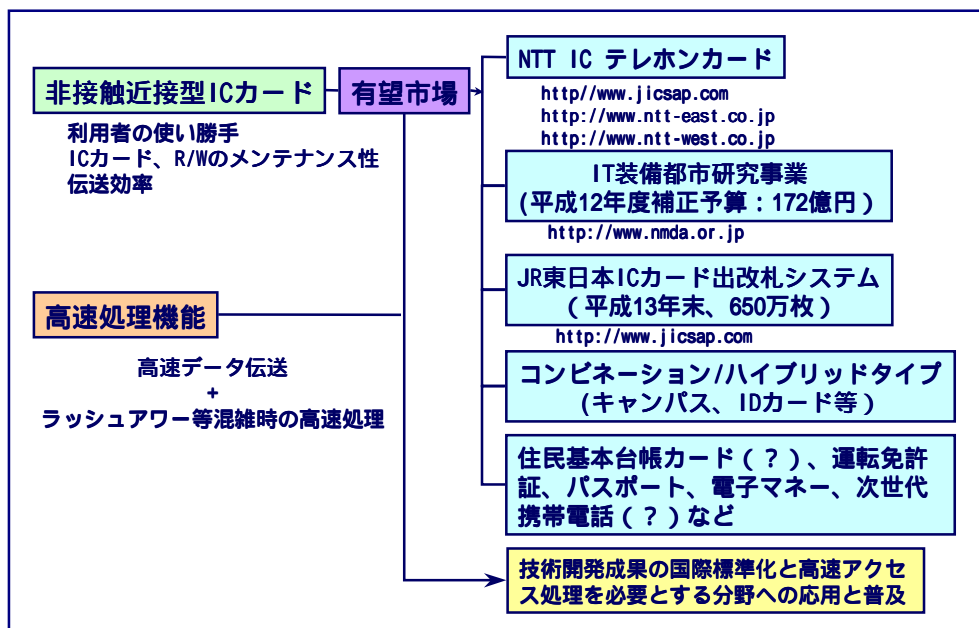 非接触近接型ICカード
利用者の使い勝手
ICカード、R/Wのメンテナンス性
伝送効率
有望市場
高速処理機能
高速データ伝送
+
ラッシュアワー等混雑時の高速処理
NTT IC テレホンカード
http//www.jicsap.com
http://www.ntt-east.co.jp
http://www.ntt-west.co.jp
IT装備都市研究事業
(平成12年度補正予算：172億円）
http://www.nmda.or.jp
JR東日本ICカード出改札システム
（平成13年末、650万枚）
http://www.jicsap.com
コンビネーション/ハイブリッドタイプ
(キャンパス、IDカード等）
住民基本台帳カード（？）、運転免許
証、パスポート、電子マネー、次世代
携帯電話（？）など
技術開発成果の国際標準化と高速アクセ
ス処理を必要とする分野への応用と普及